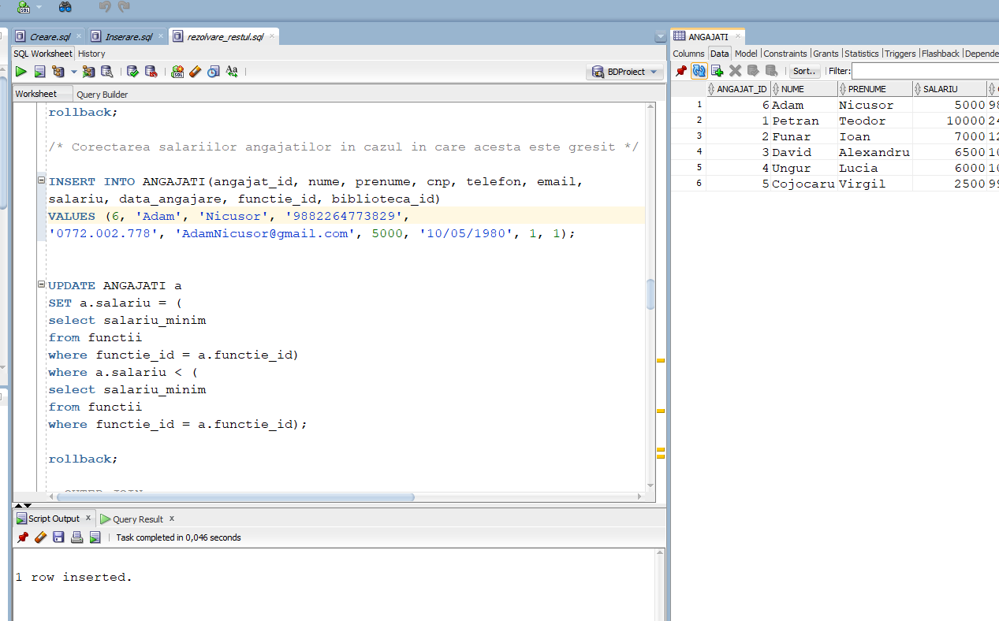 Creare.sql Inserare.sql rezolvare_restul.sql
SQL Worksheet History
BDProiect
Worksheet Query Builder
rollback;
/* Corectarea salariilor angajatilor in cazul in care acesta este gresit */
INSERT INTO ANGAJATI(angajat_id, nume, prenume, cnp, telefon, email,
salariu, data_angajare, functie_id, biblioteca_id)
VALUES (6, 'Adam', 'Nicusor', '9882264773829',
'0772.002.778', 'AdamNicusor@gmail.com', 5000, '10/05/1980', 1, 1);
UPDATE ANGAJATI a
SET a.salariu = (
select salariu_minim
from functii
where functie_id = a.functie_id)
where a.salariu < (
select salariu_minim
from functii
where functie_id = a.functie_id);
rollback;
Script Output Query Result
Task completed in 0,046 seconds
1 row inserted.
ANGAJATI
Columns Data Model Constraints Grants Statistics Triggers Flashback Depende
Sort.. Filter:
ANGAJAT_ID NUME PRENUME SALARIU
1 6 Adam Nicusor 5000 98
2 1 Petran Teodor 10000 24
3 2 Funar Ioan 7000 12
4 3 David Alexandru 6500 10
5 4 Ungur Lucia 6000 10
6 5 Cojocaru Virgil 2500 99